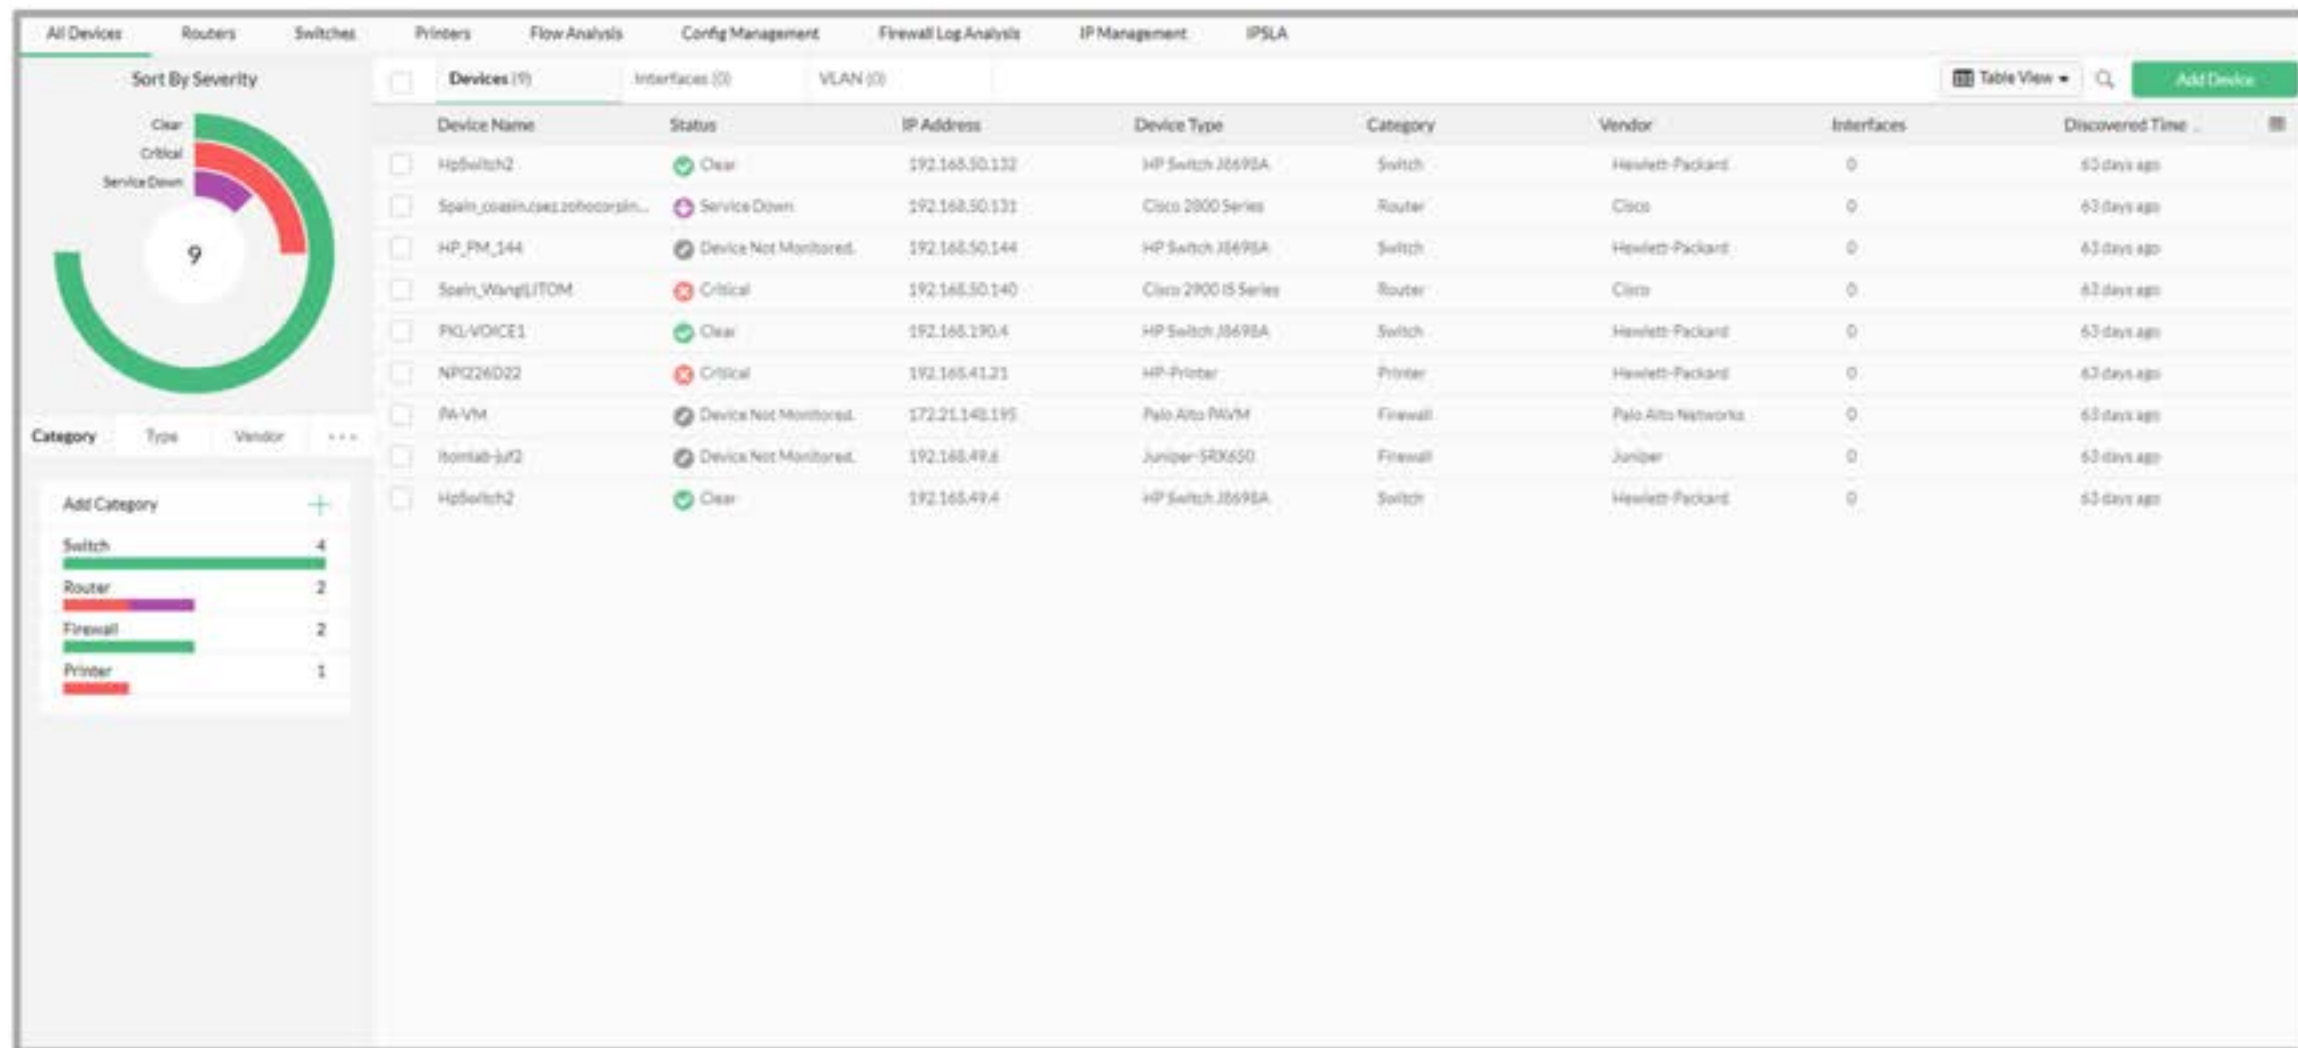 All Devices Routers Switches Printers Flow Analysis Config Management Firewall Log Analysis IP Management IPSLA
Sort By Severity
Clear
Critical
Service Down
9
Category Type Vendor
Add Category +
Switch 4
Router 2
Firewall 2
Printer 1
Devices (9) Interfaces (0) VLAN (0) Table View Add Device
Device Name Status IP Address Device Type Category Vendor Interfaces Discovered Time
HpSwitch2 Clear 192.168.50.132 HP Switch J8698A Switch Hewlett-Packard 0 63 days ago
Service Down 192.168.50.131 Cisco 2800 Series Router Cisco 0 63 days ago
HP_PM_144 Device Not Monitored. 192.168.50.144 HP Switch J8698A Switch Hewlett-Packard 0 63 days ago
Critical 192.168.50.140 Cisco 2900 IS Series Router Cisco 0 63 days ago
PKL-VOICE1 Clear 192.168.190.4 HP Switch J8698A Switch Hewlett-Packard 0 63 days ago
NPI226D22 Critical 192.168.41.21 HP-Printer Printer Hewlett-Packard 0 63 days ago
PA-VM Device Not Monitored. 172.21.148.195 Palo Alto PAVM Firewall Palo Alto Networks 0 63 days ago
Device Not Monitored. 192.168.49.6 Juniper-SRX650 Firewall Juniper 0 63 days ago
HpSwitch2 Clear 192.168.49.4 HP Switch J8698A Switch Hewlett-Packard 0 63 days ago